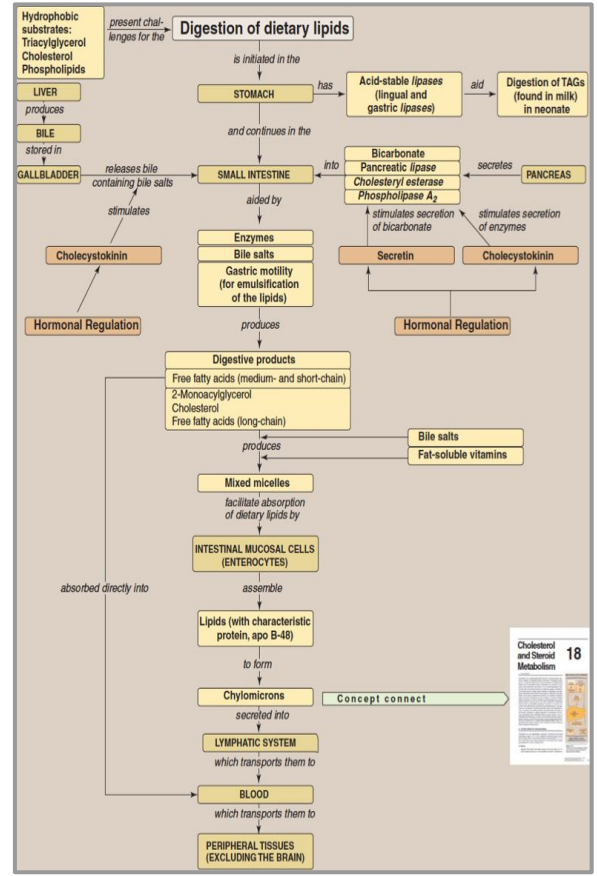 Hydrophobic
substrates:
Triacylglycerol
Cholesterol
Phospholipids
present chal-
lenges for the
Digestion of dietary lipids
is initiated in the
LIVER
produces
BILE
stored in
GALLBLADDER
STOMACH
has
Acid-stable lipases
(lingual and
gastric lipases)
aid
Digestion of TAGs
(found in milk)
in neonate
and continues in the
releases bile
containing bile salts
SMALL INTESTINE
into
Bicarbonate
Pancreatic lipase
Cholesteryl esterase
Phospholipase A2
secretes
PANCREAS
stimulates
aided by
stimulates secretion
of bicarbonate
stimulates secretion
of enzymes
Cholecystokinin
Enzymes
Bile salts
Gastric motility
(for emulsification
of the lipids)
Secretin
Cholecystokinin
Hormonal Regulation
Hormonal Regulation
produces
Digestive products
Free fatty acids (medium- and short-chain)
2-Monoacylglycerol
Cholesterol
Free fatty acids (long-chain)
produces
Bile salts
Fat-soluble vitamins
Mixed micelles
facilitate absorption
of dietary lipids by
INTESTINAL MUCOSAL CELLS
(ENTEROCYTES)
absorbed directly into
assemble
Lipids (with characteristic
protein, apo B-48)
to form
Chylomicrons
Concept connect
Cholesterol
and Steroid
Metabolism
18
secreted into
LYMPHATIC SYSTEM
which transports them to
BLOOD
which transports them to
PERIPHERAL TISSUES
(EXCLUDING THE BRAIN)